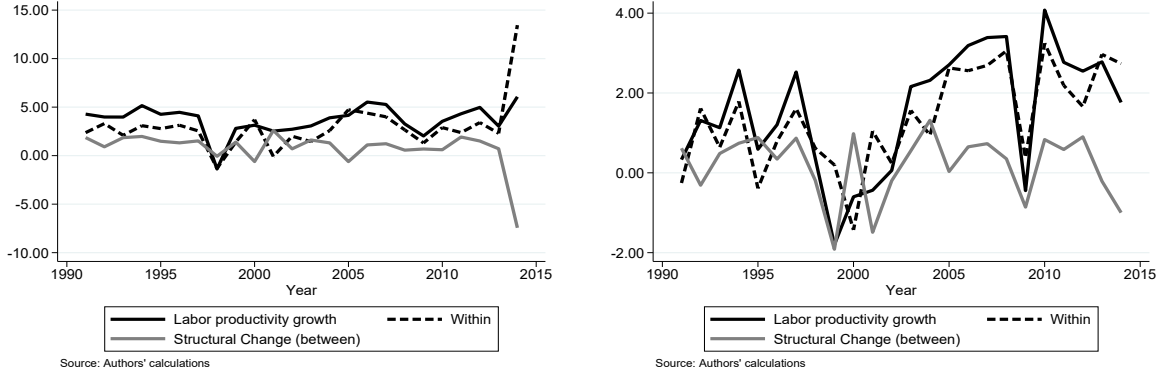 15.00
10.00
5.00
0.00
-5.00
-10.00
1990 1995 2000 2005 2010 2015
Year
Labor productivity growth Within
Structural Change (between)
Source: Authors' calculations
4.00
2.00
0.00
-2.00
1990 1995 2000 2005 2010 2015
Year
Labor productivity growth Within
Structural Change (between)
Source: Authors' calculations